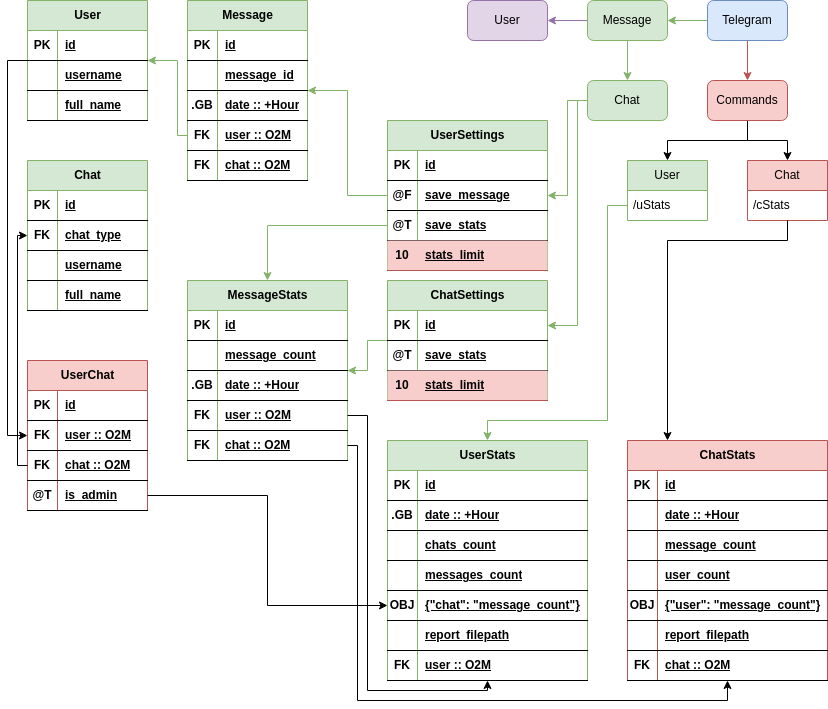 User
PK id
username
full_name
Message
PK id
message_id
.GB date :: +Hour
FK user :: O2M
FK chat :: O2M
User
Message
Telegram
Chat
Commands
User
/uStats
Chat
/cStats
UserSettings
PK id
@F save_message
@T save_stats
10 stats_limit
Chat
PK id
FK chat_type
username
full_name
MessageStats
PK id
message_count
.GB date :: +Hour
FK user :: O2M
FK chat :: O2M
ChatSettings
PK id
@T save_stats
10 stats_limit
UserChat
PK id
FK user :: O2M
FK chat :: O2M
@T is_admin
UserStats
PK id
.GB date :: +Hour
chats_count
messages_count
OBJ {"chat": "message_count"}
report_filepath
FK user :: O2M
ChatStats
PK id
date :: +Hour
message_count
user_count
OBJ {"user": "message_count"}
report_filepath
FK chat :: O2M